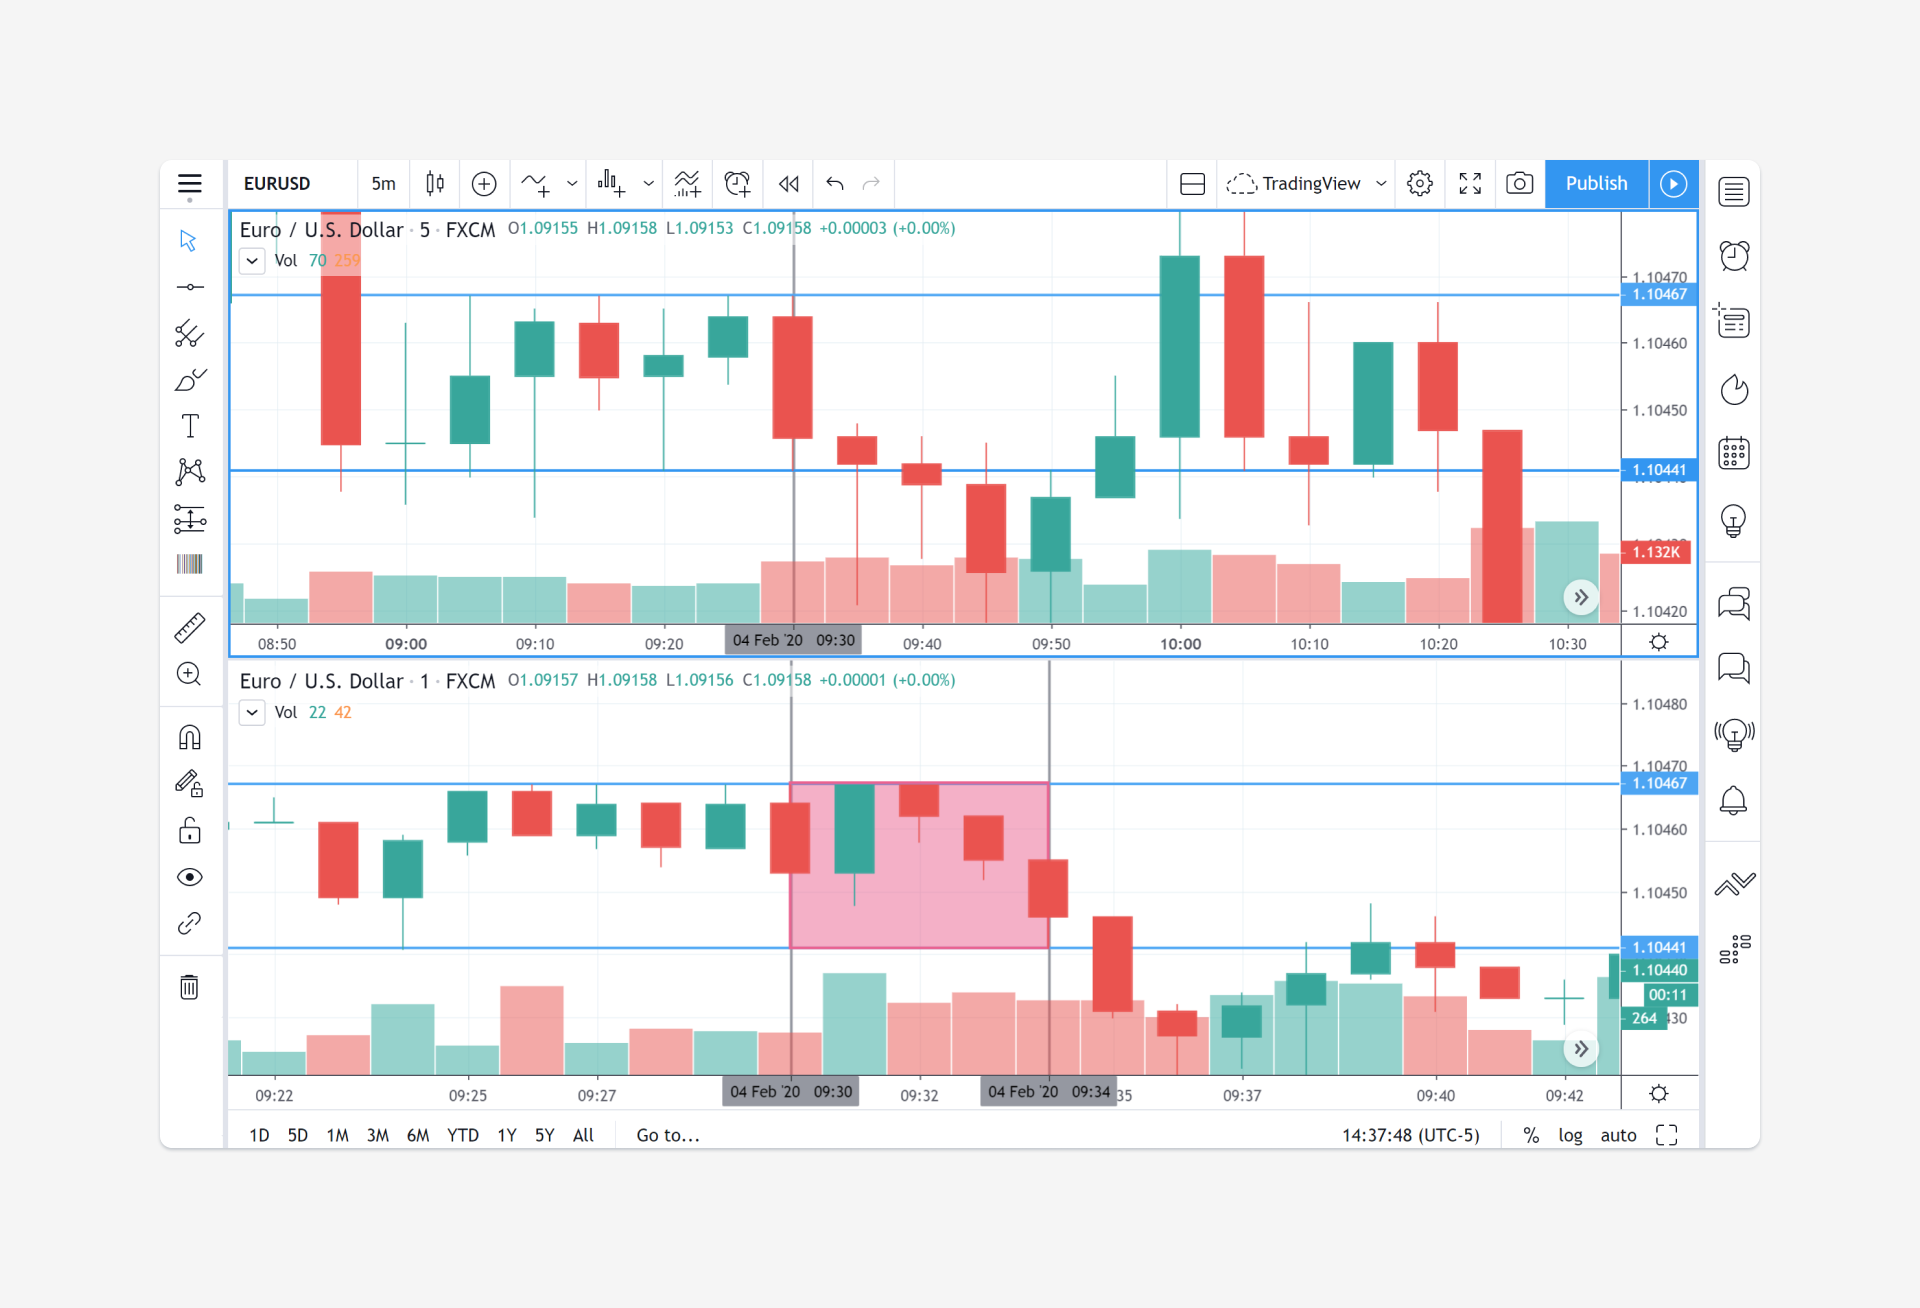 EURUSD 5m TradingView Publish
Euro / U.S. Dollar · 5 · FXCM O1.09155 H1.09158 L1.09153 C1.09158 +0.00003 (+0.00%)
Vol 70 259
1.10470
1.10467
1.10460
1.10450
1.10441
1.132K
1.10420
08:50 09:00 09:10 09:20 04 Feb '20 09:30 09:40 09:50 10:00 10:10 10:20 10:30
Euro / U.S. Dollar · 1 · FXCM O1.09157 H1.09158 L1.09156 C1.09158 +0.00001 (+0.00%)
Vol 22 42
1.10480
1.10470
1.10467
1.10460
1.10450
1.10441
1.10440
00:11
264 30
09:22 09:25 09:27 04 Feb '20 09:30 09:32 04 Feb '20 09:34 35 09:37 09:40 09:42
1D 5D 1M 3M 6M YTD 1Y 5Y All Go to... 14:37:48 (UTC-5) % log auto